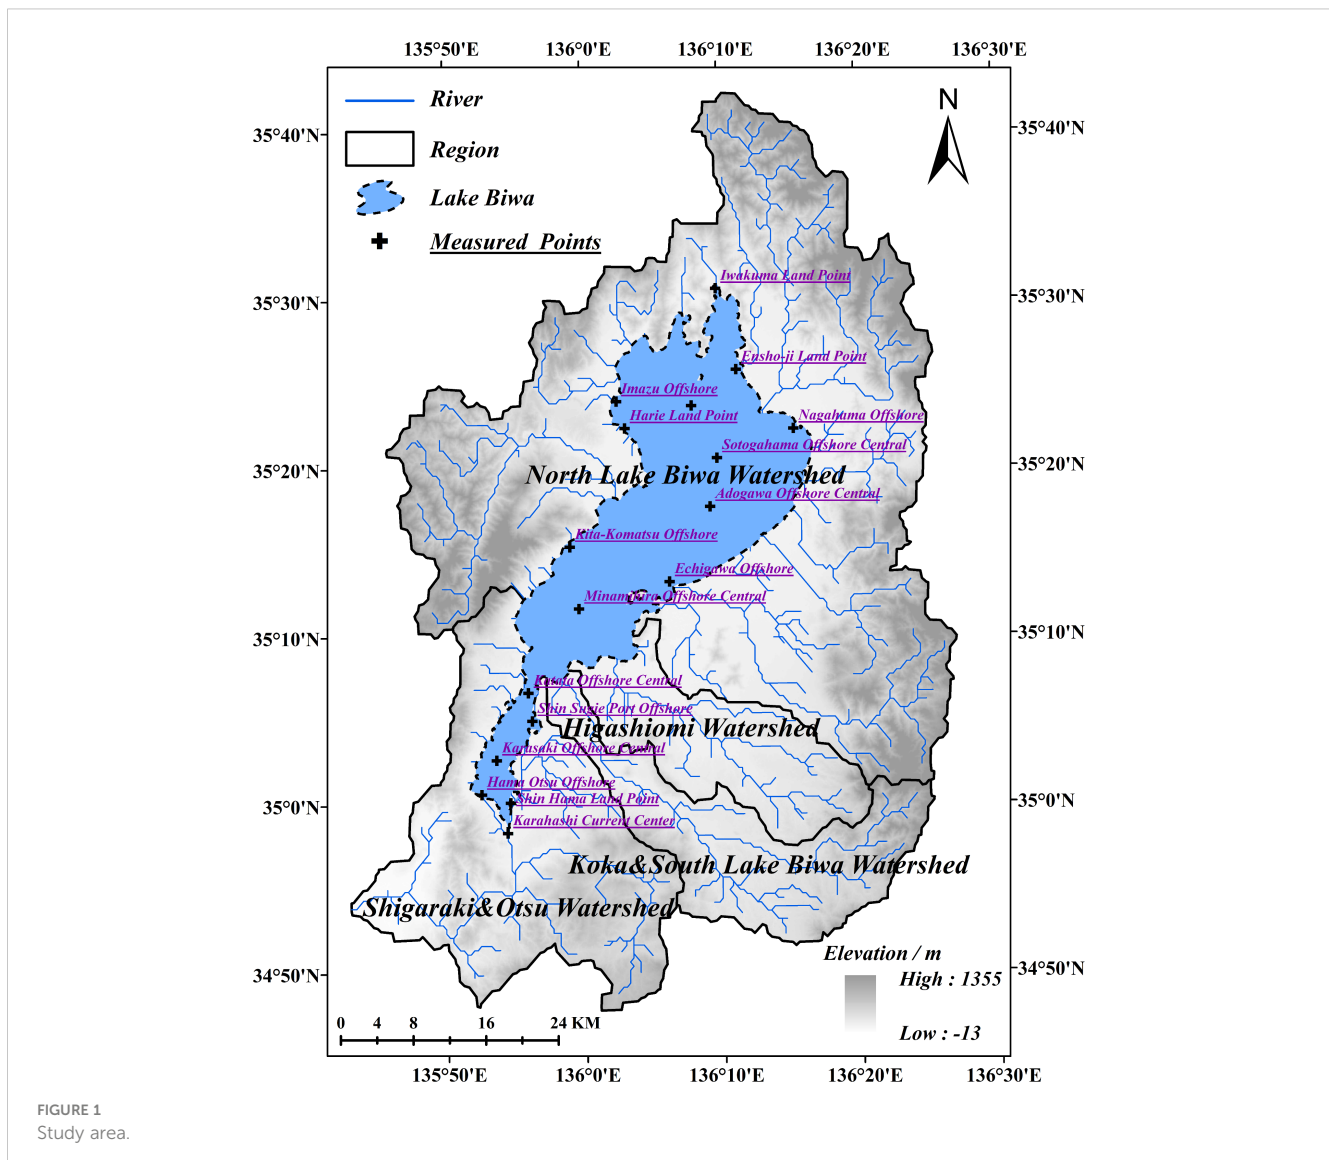 135°50'E 136°0'E 136°10'E 136°20'E 136°30'E
N
River
Region
Lake Biwa
Measured Points
35°40'N
35°40'N
35°30'N
35°30'N
35°20'N
35°20'N
35°10'N
35°10'N
35°0'N
35°0'N
34°50'N
34°50'N
Iwakuma Land Point
Ensho-ji Land Point
Imazu Offshore
Harie Land Point
Nagahama Offshore
Sotogahama Offshore Central
North Lake Biwa Watershed
Adogawa Offshore Central
Kita-Komatsu Offshore
Echigawa Offshore
Minamiura Offshore Central
Katata Offshore Central
Shin Sugie Port Offshore
Higashiomi Watershed
Karasaki Offshore Central
Hama Otsu Offshore
Shin Hama Land Point
Karahashi Current Center
Koka&South Lake Biwa Watershed
Shigaraki&Otsu Watershed
Elevation / m
High : 1355
Low : -13
0 4 8 16 24 KM
135°50'E 136°0'E 136°10'E 136°20'E 136°30'E
FIGURE 1
Study area.